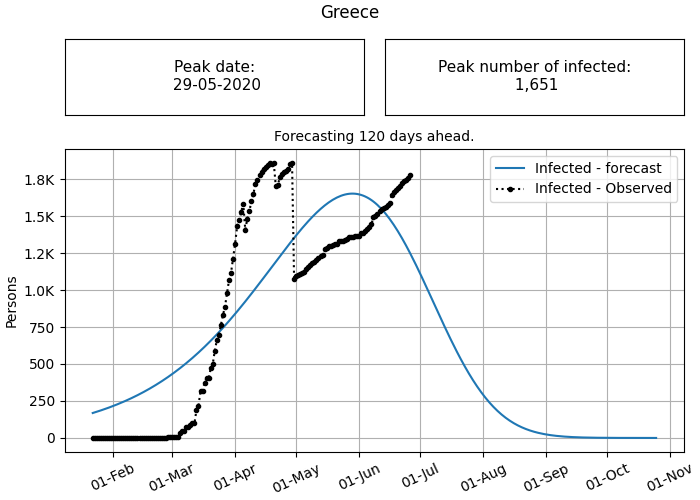 Greece
Peak date:
29-05-2020
Peak number of infected:
1,651
Forecasting 120 days ahead.
Infected - forecast
Infected - Observed
1.8K
1.5K
1.2K
1.0K
750
500
250
0
Persons
01-Feb
01-Mar
01-Apr
01-May
01-Jun
01-Jul
01-Aug
01-Sep
01-Oct
01-Nov